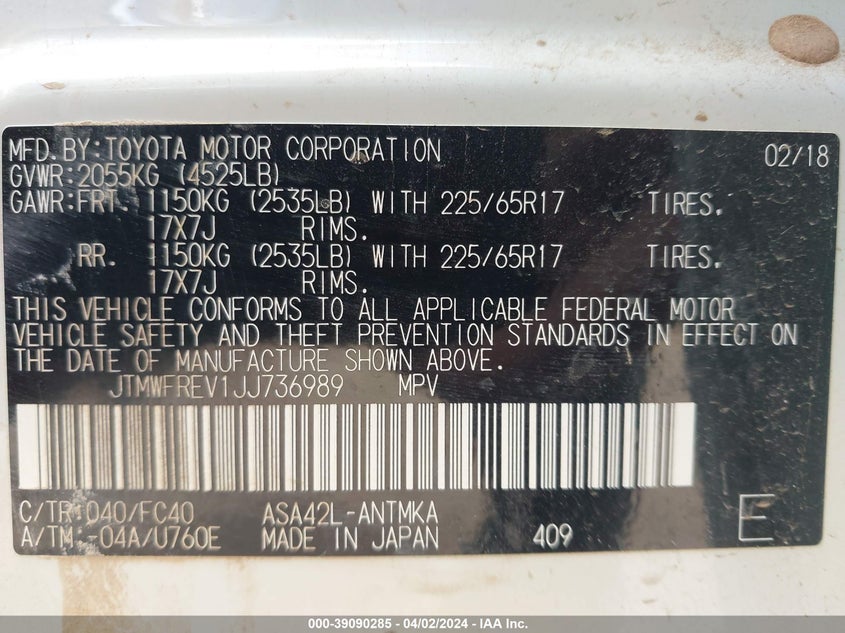 MFD.BY:TOYOTA MOTOR CORPORATION 02/18
GVWR:2055KG (4525LB)
GAWR:FRT. 1150KG (2535LB) WITH 225/65R17 TIRES.
17X7J RIMS.
RR. 1150KG (2535LB) WITH 225/65R17 TIRES.
17X7J RIMS.
THIS VEHICLE CONFORMS TO ALL APPLICABLE FEDERAL MOTOR
VEHICLE SAFETY AND THEFT PREVENTION STANDARDS IN EFFECT ON
THE DATE OF MANUFACTURE SHOWN ABOVE.
JTMWFREV1JJ736989 MPV
C/TR:040/FC40 ASA42L-ANTMKA E
A/TM:-04A/U760E MADE IN JAPAN 409
000-39090285 - 04/02/2024 - IAA Inc.